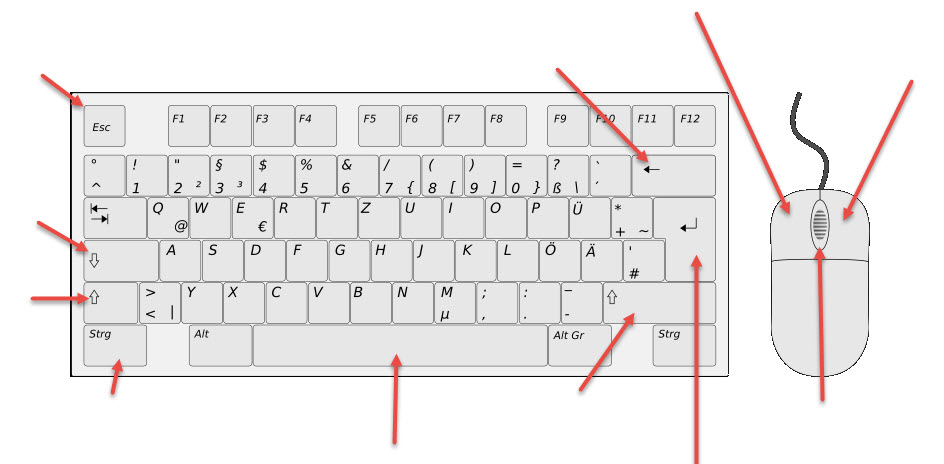 Esc F1 F2 F3 F4 F5 F6 F7 F8 F9 F10 F11 F12
° ! " § $ % & / ( ) = ? `
^ 1 2 ² 3 ³ 4 5 6 7 { 8 [ 9 ] 0 } ß \ ´
Q W E R T Z U I O P Ü *
@ € + ~
A S D F G H J K L Ö Ä '
#
> Y X C V B N M ; : –
< | µ , . -
Strg Alt Alt Gr Strg